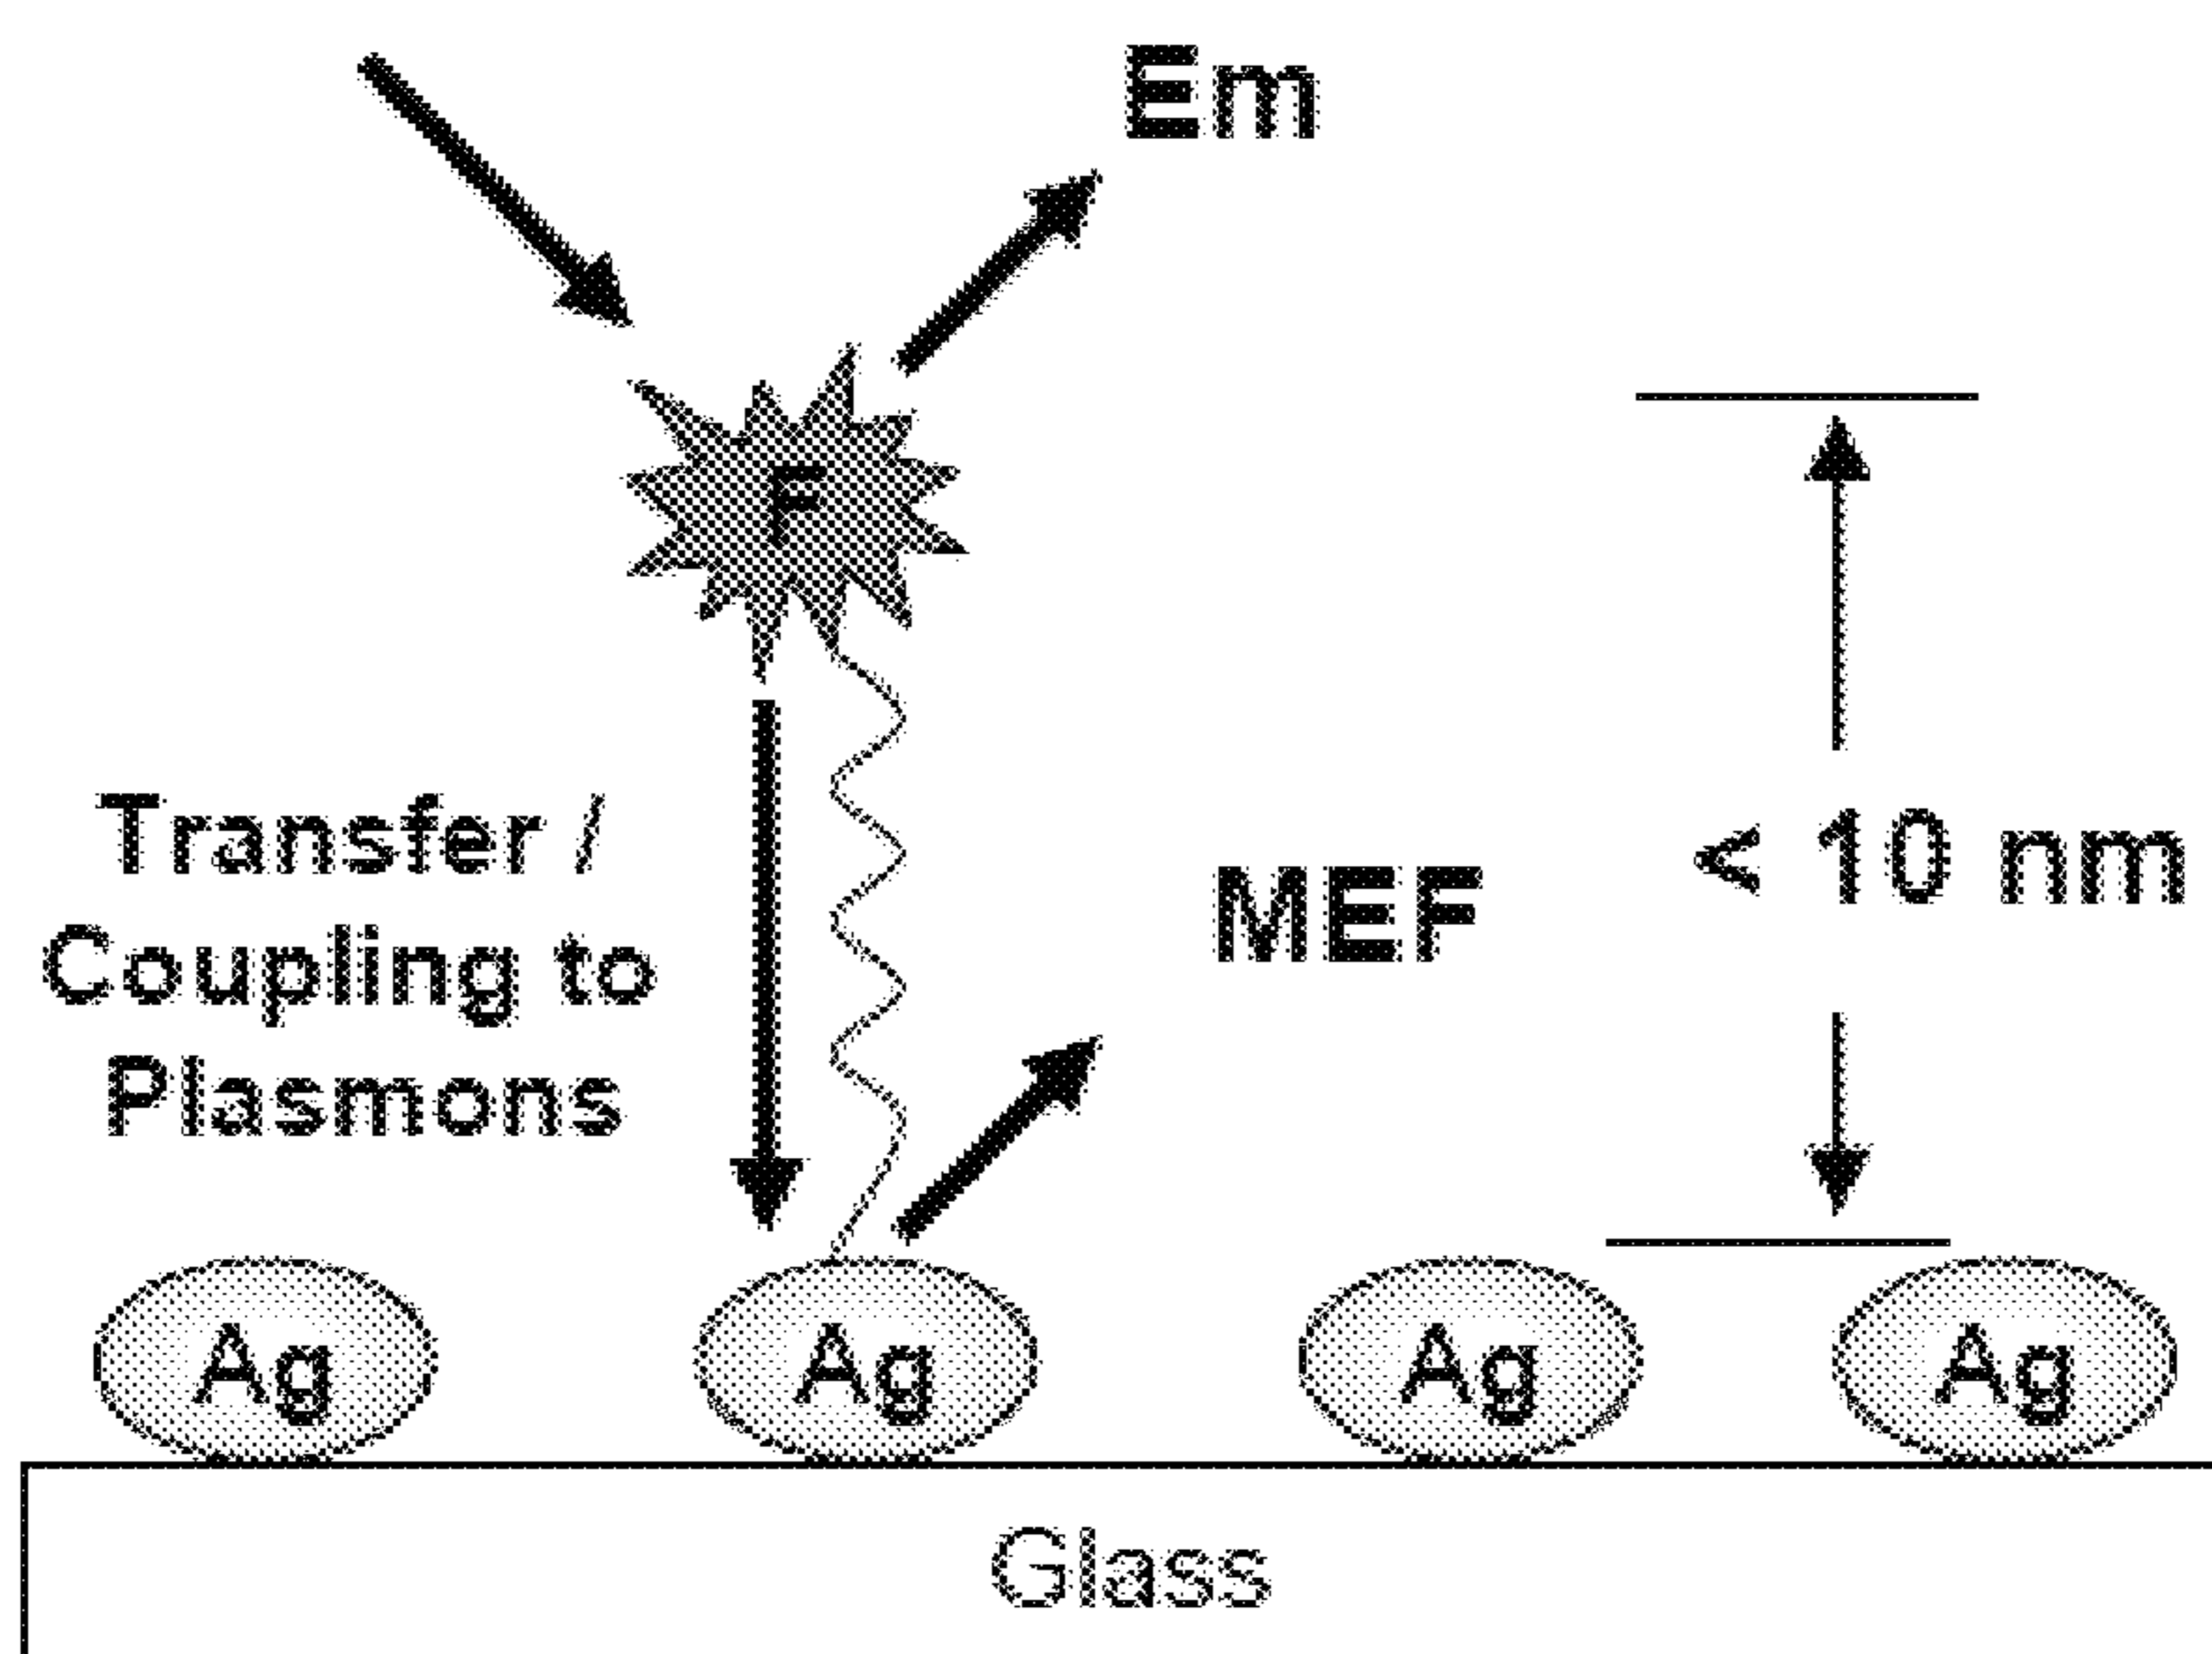 Em
F
Transfer /
Coupling to
Plasmons
MEF
< 10 nm
Ag
Ag
Ag
Ag
Glass